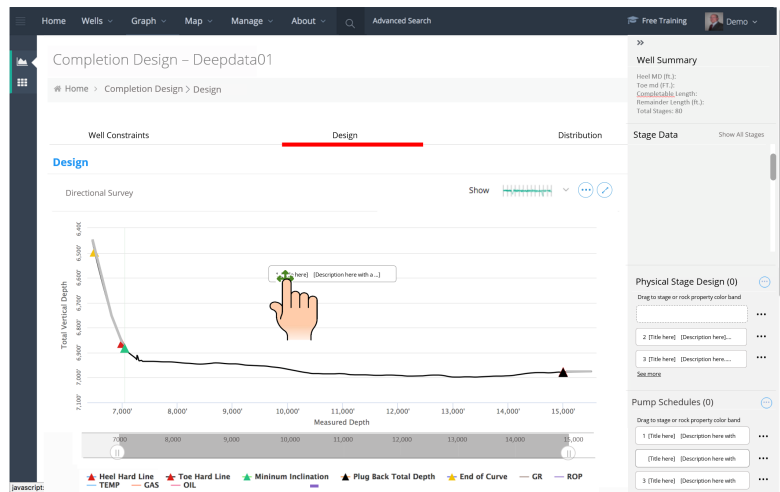 Home Wells Graph Map Manage About Advanced Search Free Training Demo
Completion Design – Deepdata01
Home > Completion Design > Design
Well Constraints Design Distribution
Design
Directional Survey Show
Total Vertical Depth
6,500'
6,600'
6,700'
6,800'
6,900'
7,000'
7,100'
here] [Description here with a ...]
7,000' 8,000' 9,000' 10,000' 11,000' 12,000' 13,000' 14,000' 15,000'
Measured Depth
7000 8,000 9,000 10,000 11,000 12,000 13,000 14,000 15,000
Heel Hard Line Toe Hard Line Mininum Inclination Plug Back Total Depth End of Curve GR ROP
TEMP GAS OIL
javascript:
»
Well Summary
Heel MD (ft.):
Toe md (FT.):
Completable Length:
Remainder Length (ft.):
Total Stages: 80
Stage Data Show All Stages
Physical Stage Design (0)
Drag to stage or rock property color band
2 [Title here] [Description here]....
3 [Title here] [Description here.....
See more
Pump Schedules (0)
Drag to stage or rock property color band
1 [Title here] [Description here with
[Title here] [Description here with
3 [Title here] [Description here with